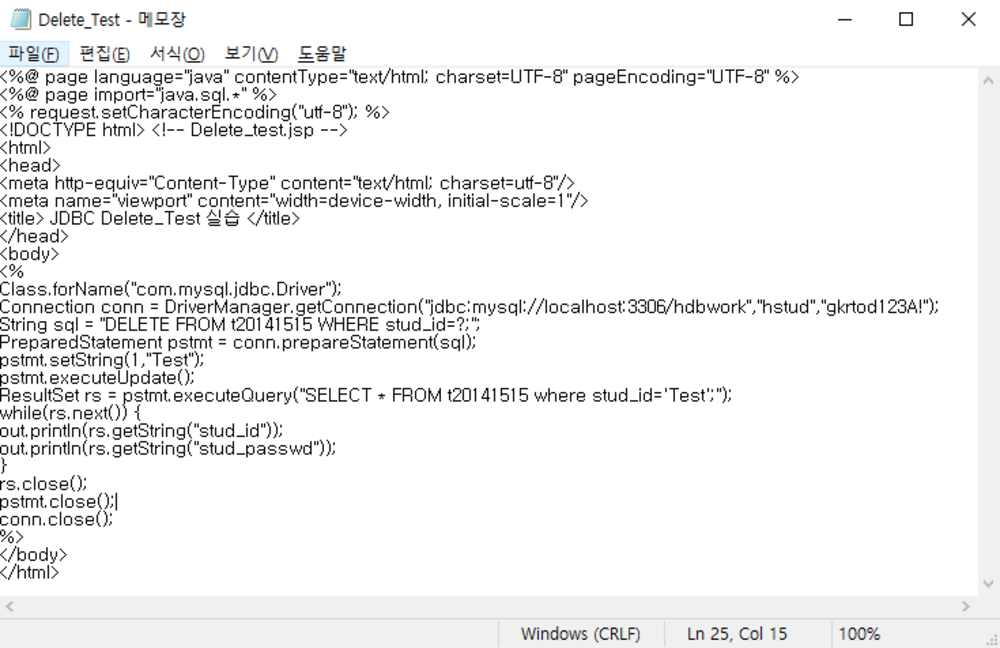 Delete_Test - 메모장
파일(F) 편집(E) 서식(O) 보기(V) 도움말
<%@ page language="java" contentType="text/html; charset=UTF-8" pageEncoding="UTF-8" %>
<%@ page import="java.sql.*" %>
<% request.setCharacterEncoding("utf-8"); %>
<!DOCTYPE html> <!-- Delete_test.jsp -->
<html>
<head>
<meta http-equiv="Content-Type" content="text/html; charset=utf-8"/>
<meta name="viewport" content="width=device-width, initial-scale=1"/>
<title> JDBC Delete_Test 실습 </title>
</head>
<body>
<%
Class.forName("com.mysql.jdbc.Driver");
Connection conn = DriverManager.getConnection("jdbc:mysql://localhost:3306/hdbwork","hstud","gkrtod123A!");
String sql = "DELETE FROM t20141515 WHERE stud_id=?;";
PreparedStatement pstmt = conn.prepareStatement(sql);
pstmt.setString(1,"Test");
pstmt.executeUpdate();
ResultSet rs = pstmt.executeQuery("SELECT * FROM t20141515 where stud_id='Test';");
while(rs.next()) {
out.println(rs.getString("stud_id"));
out.println(rs.getString("stud_passwd"));
}
rs.close();
pstmt.close();
conn.close();
%>
</body>
</html>
Windows (CRLF) Ln 25, Col 15 100%